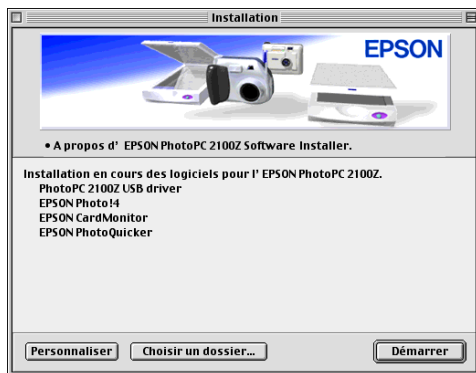 Installation
EPSON
• A propos d' EPSON PhotoPC 2100Z Software Installer.
Installation en cours des logiciels pour l' EPSON PhotoPC 2100Z.
PhotoPC 2100Z USB driver
EPSON Photo!4
EPSON CardMonitor
EPSON PhotoQuicker
Personnaliser
Choisir un dossier...
Démarrer